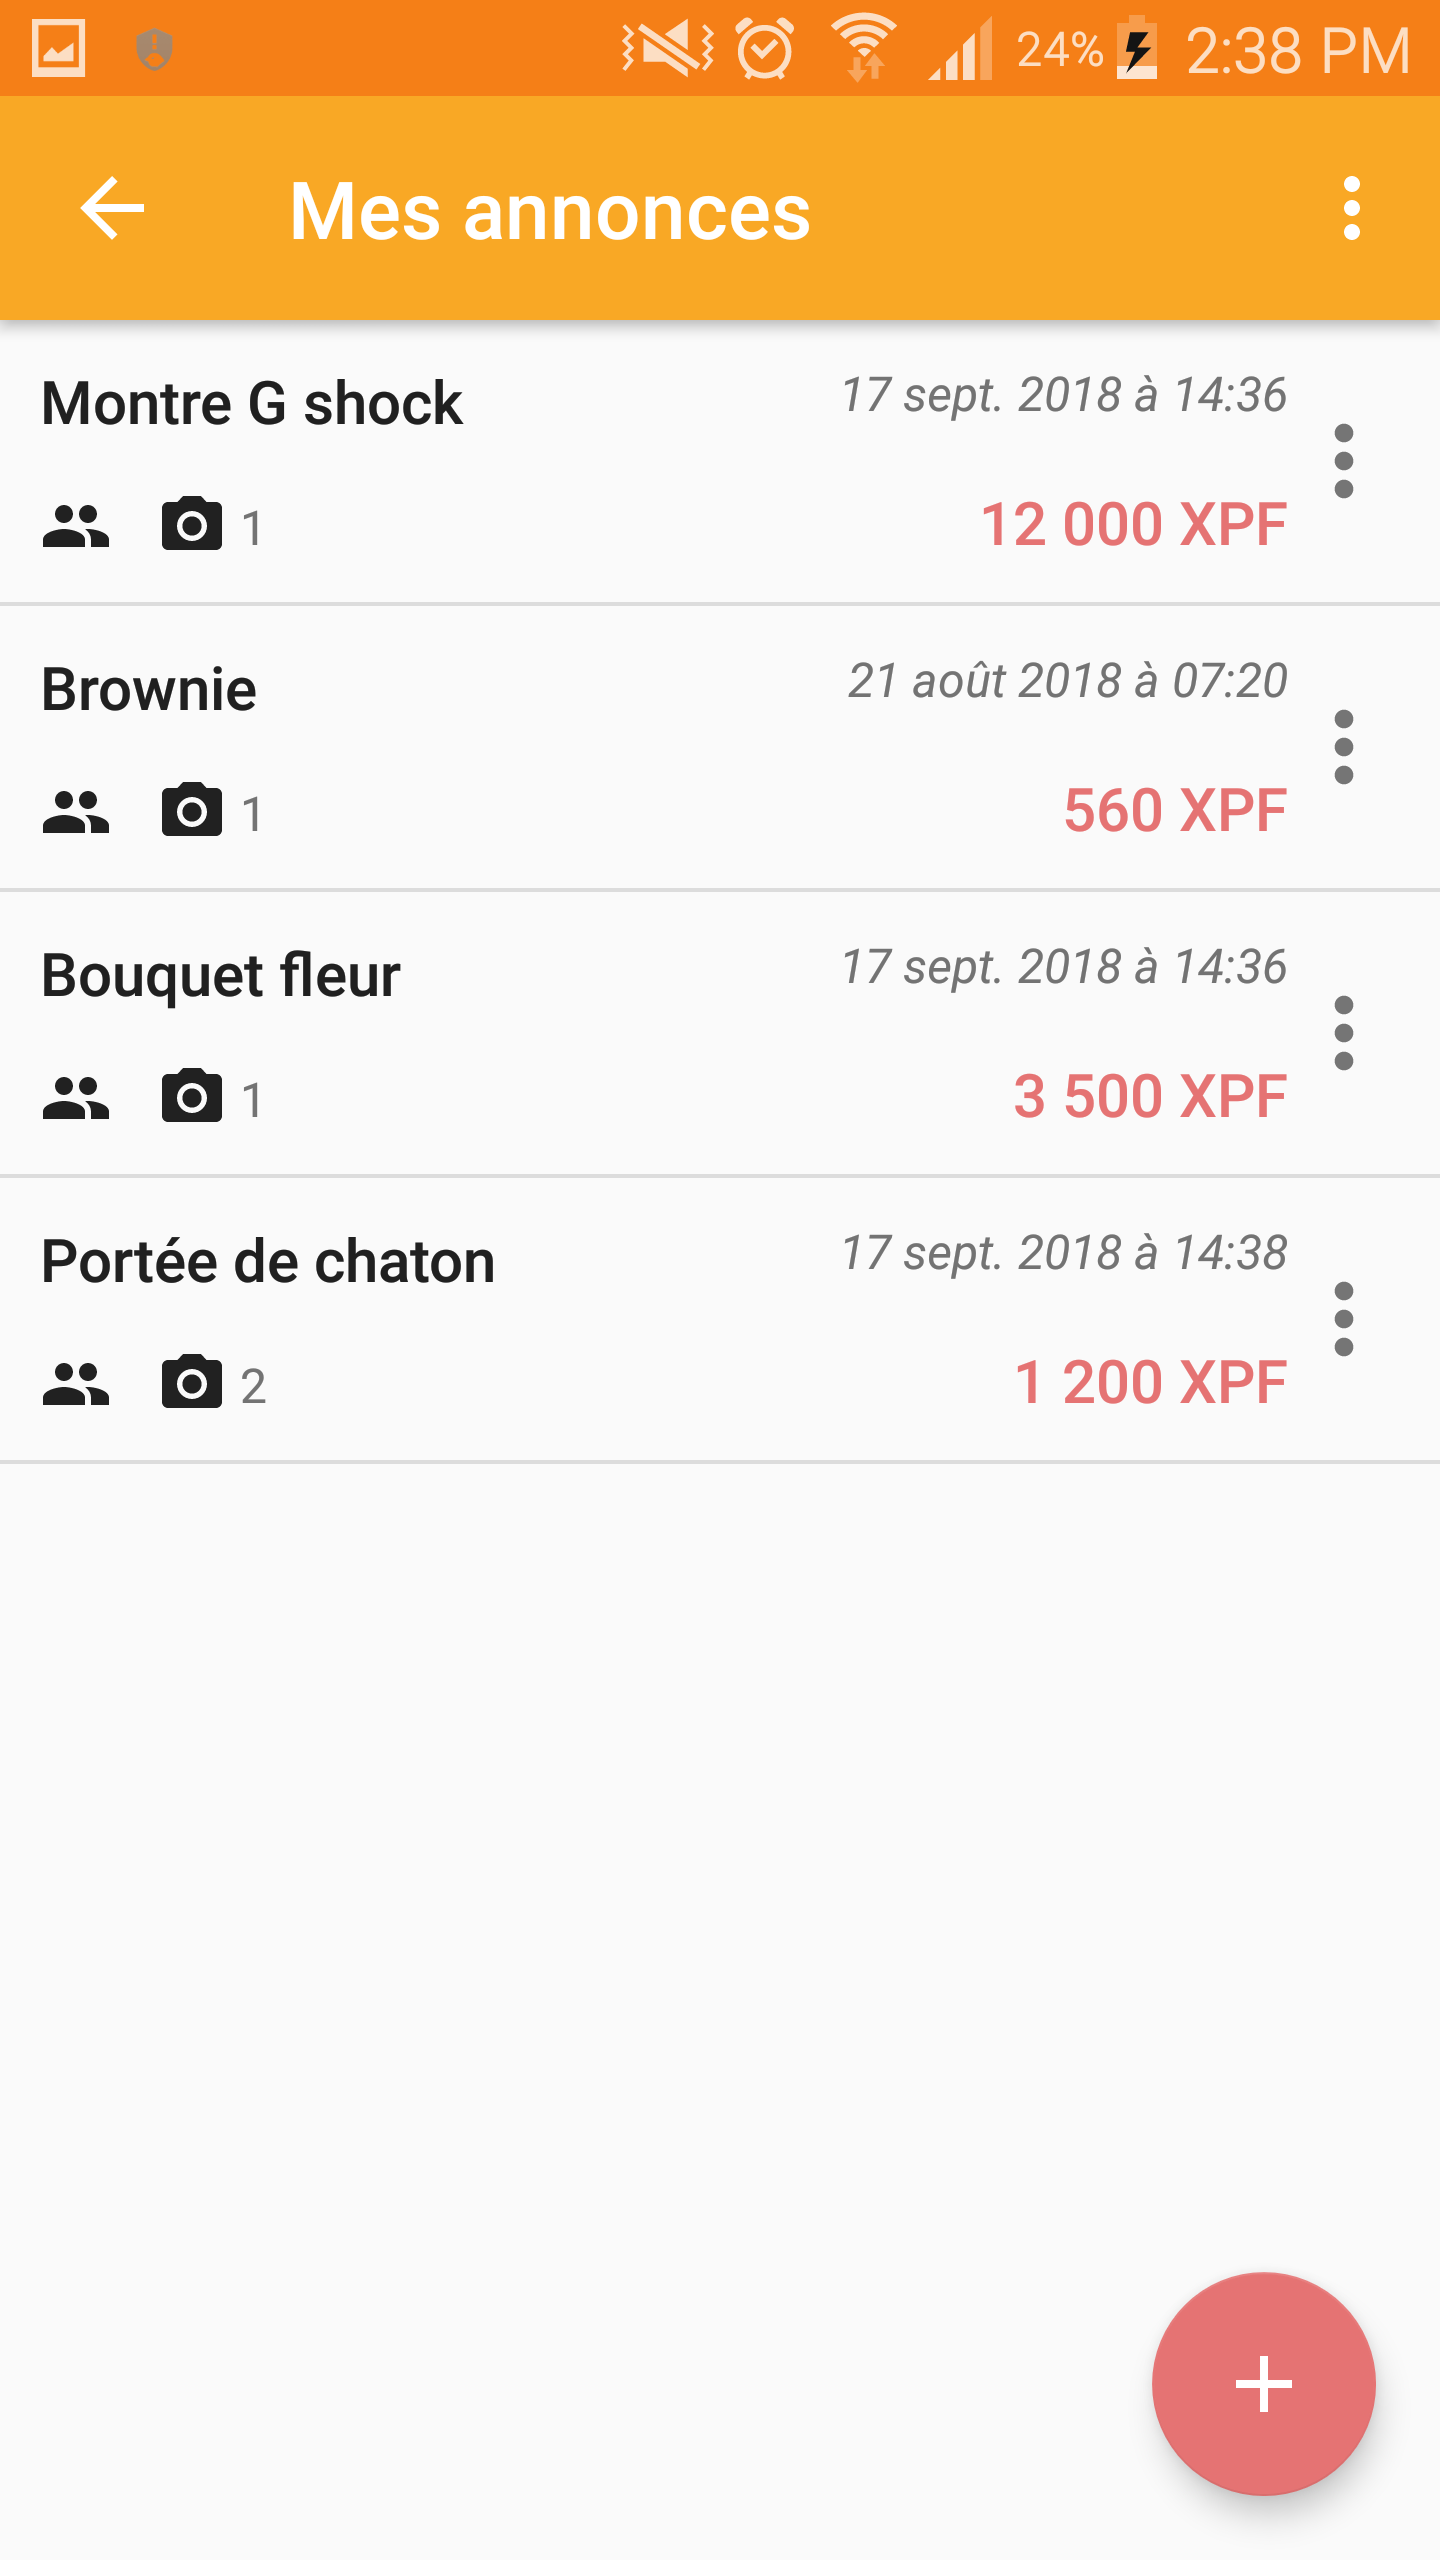 24% 2:38 PM
Mes annonces
Montre G shock 17 sept. 2018 à 14:36
1 12 000 XPF
Brownie 21 août 2018 à 07:20
1 560 XPF
Bouquet fleur 17 sept. 2018 à 14:36
1 3 500 XPF
Portée de chaton 17 sept. 2018 à 14:38
2 1 200 XPF